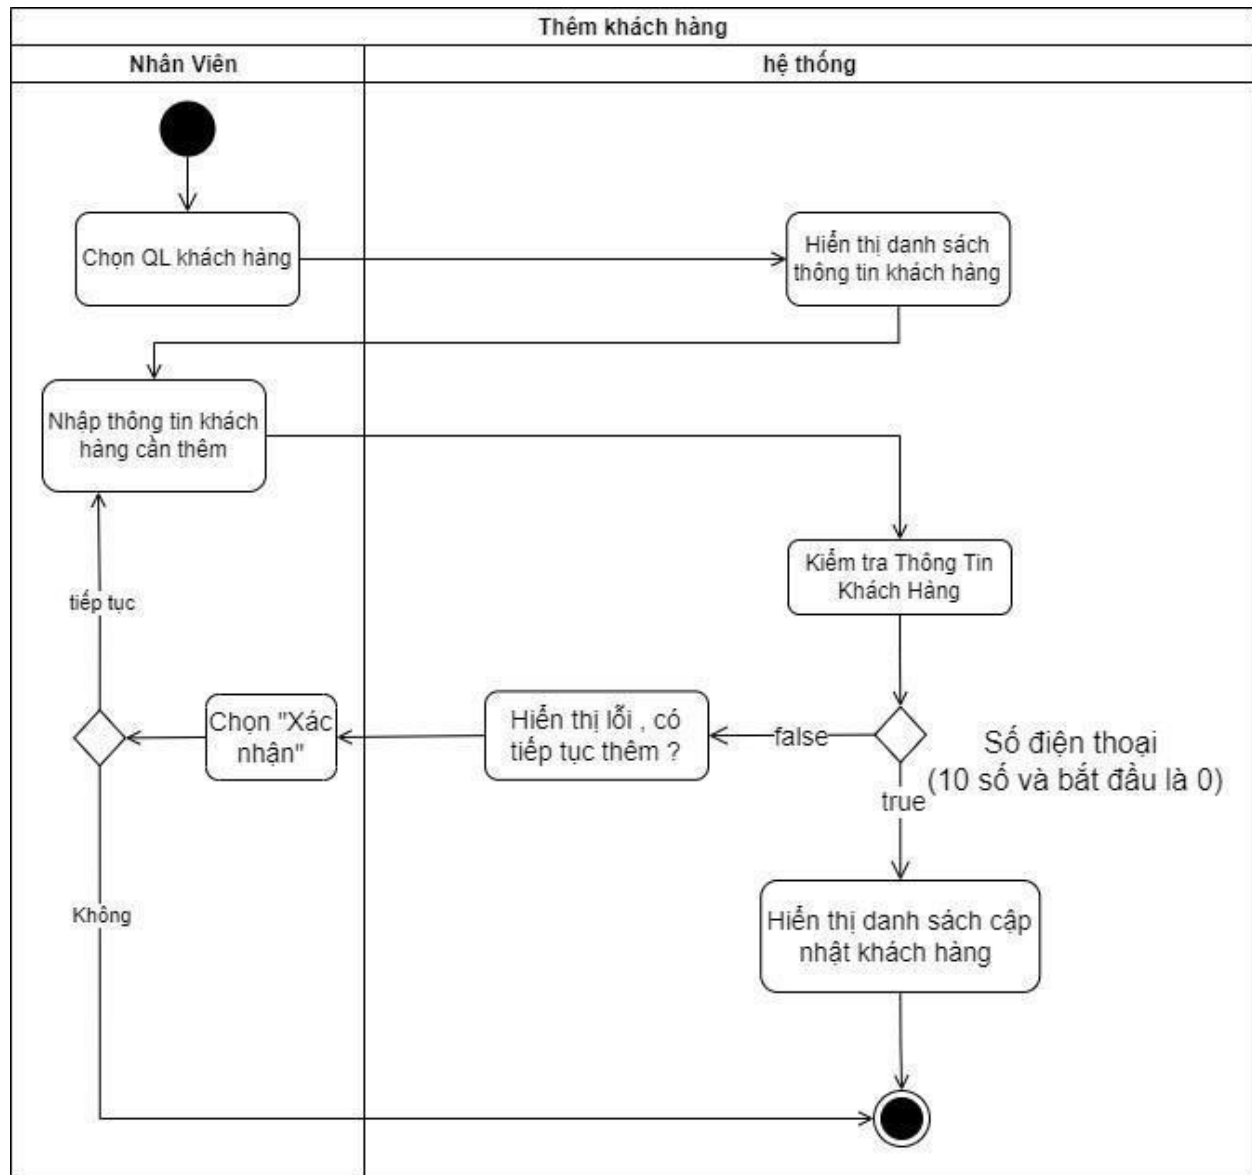 Thêm khách hàng
Nhân Viên
hệ thống
Chọn QL khách hàng
Hiển thị danh sách
thông tin khách hàng
Nhập thông tin khách
hàng cần thêm
Kiểm tra Thông Tin
Khách Hàng
tiếp tục
Chọn "Xác
nhận"
Hiển thị lỗi , có
tiếp tục thêm ?
false
Số điện thoại
(10 số và bắt đầu là 0)
true
Không
Hiển thị danh sách cập
nhật khách hàng